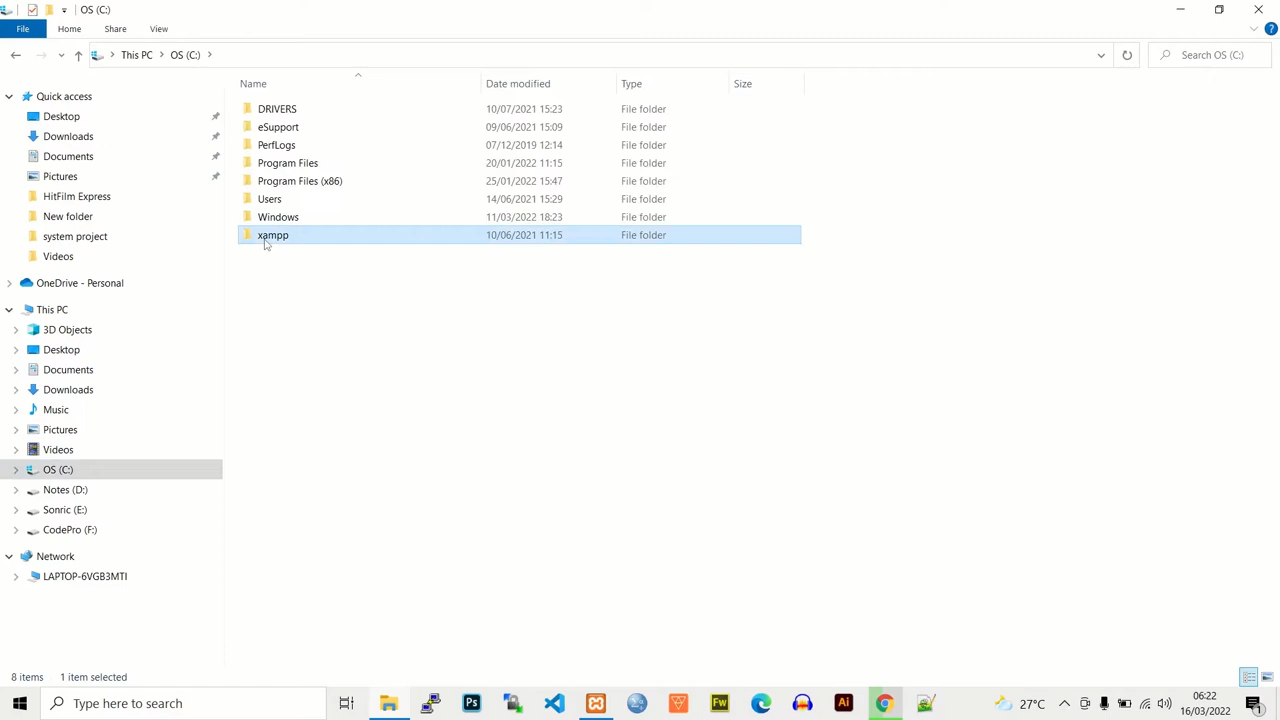 OS (C:)
File Home Share View
This PC OS (C:) Search OS (C:)
Name Date modified Type Size
DRIVERS 10/07/2021 15:23 File folder
eSupport 09/06/2021 15:09 File folder
PerfLogs 07/12/2019 12:14 File folder
Program Files 20/01/2022 11:15 File folder
Program Files (x86) 25/01/2022 15:47 File folder
Users 14/06/2021 15:29 File folder
Windows 11/03/2022 18:23 File folder
xampp 10/06/2021 11:15 File folder
Quick access
Desktop
Downloads
Documents
Pictures
HitFilm Express
New folder
system project
Videos
OneDrive - Personal
This PC
3D Objects
Desktop
Documents
Downloads
Music
Pictures
Videos
OS (C:)
Notes (D:)
Sonric (E:)
CodePro (F:)
Network
LAPTOP-6VGB3MTI
8 items 1 item selected
Type here to search
Ps
Fw
Ai
27°C
06:22
16/03/2022
1